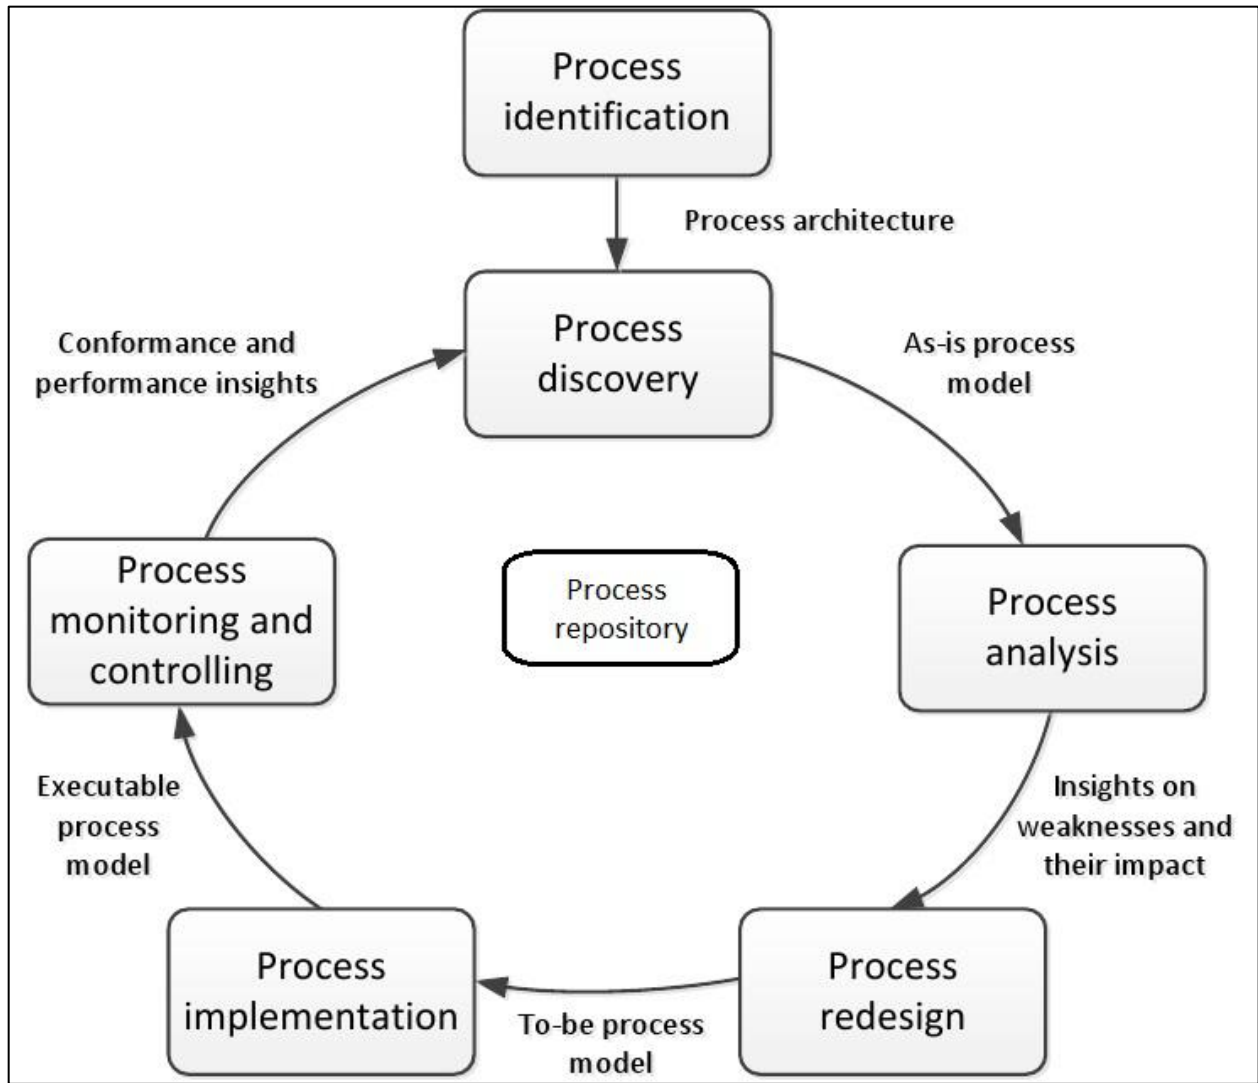 Process
identification
Process architecture
Process
discovery
Conformance and
performance insights
As-is process
model
Process
monitoring and
controlling
Process
repository
Process
analysis
Executable
process
model
Insights on
weaknesses and
their impact
Process
implementation
To-be process
model
Process
redesign